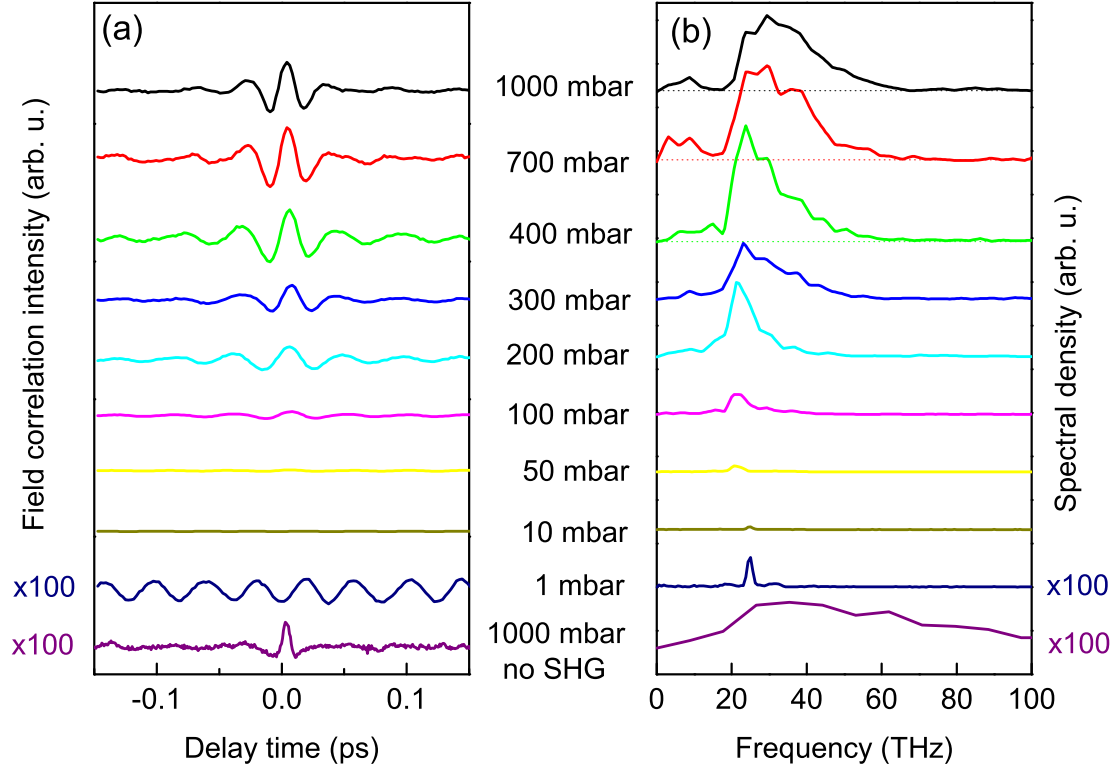 (a)
(b)
Field correlation intensity (arb. u.)
1000 mbar
700 mbar
400 mbar
300 mbar
200 mbar
100 mbar
50 mbar
10 mbar
x100
1 mbar
x100
x100
1000 mbar
no SHG
x100
Spectral density (arb. u.)
-0.1
0.0
0.1
0
20
40
60
80
100
Delay time (ps)
Frequency (THz)